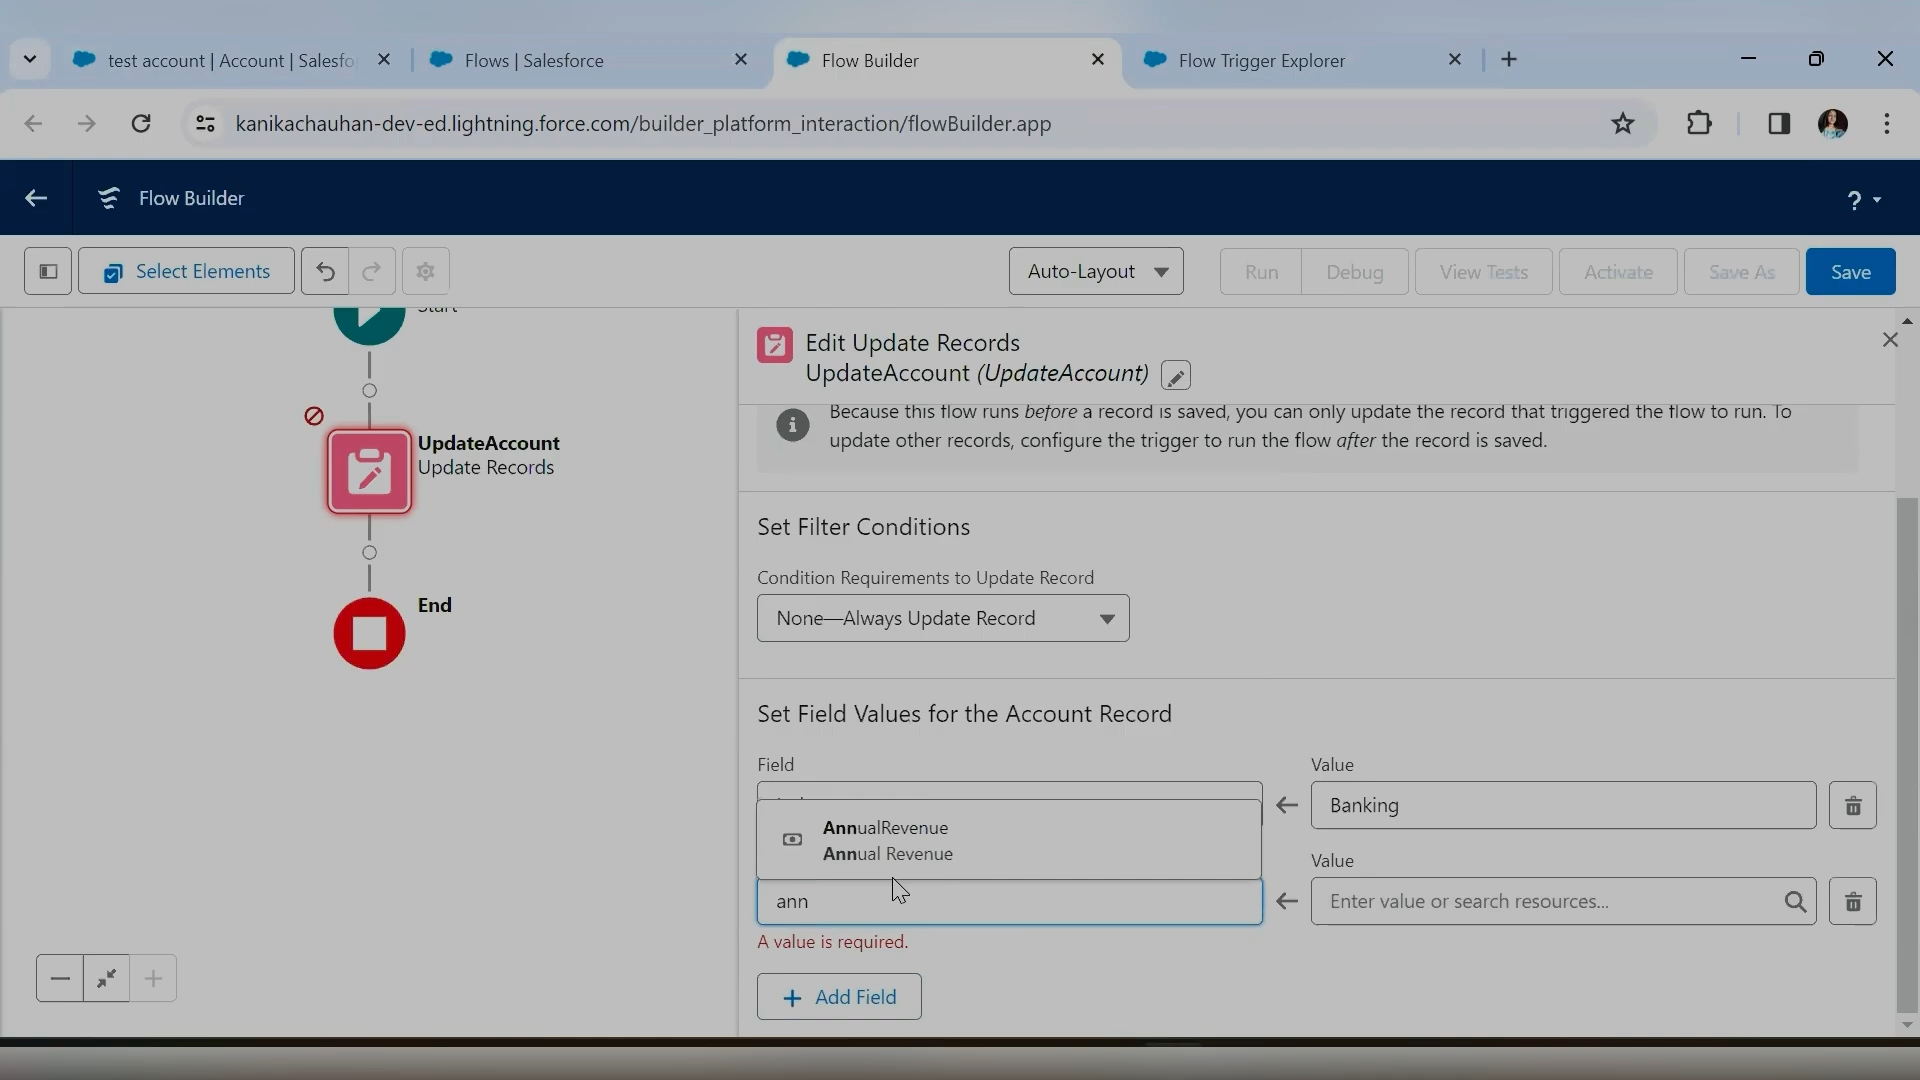 test account | Account | Salesfo
Flows | Salesforce
Flow Builder
Flow Trigger Explorer
kanikachauhan-dev-ed.lightning.force.com/builder_platform_interaction/flowBuilder.app
Flow Builder
?
Select Elements
Auto-Layout
Run
Debug
View Tests
Activate
Save As
Save
Start
UpdateAccount
Update Records
End
Edit Update Records
UpdateAccount (UpdateAccount)
Because this flow runs before a record is saved, you can only update the record that triggered the flow to run. To
update other records, configure the trigger to run the flow after the record is saved.
Set Filter Conditions
Condition Requirements to Update Record
None—Always Update Record
Set Field Values for the Account Record
Field
Value
Banking
AnnualRevenue
Annual Revenue
Value
ann
Enter value or search resources...
A value is required.
+ Add Field